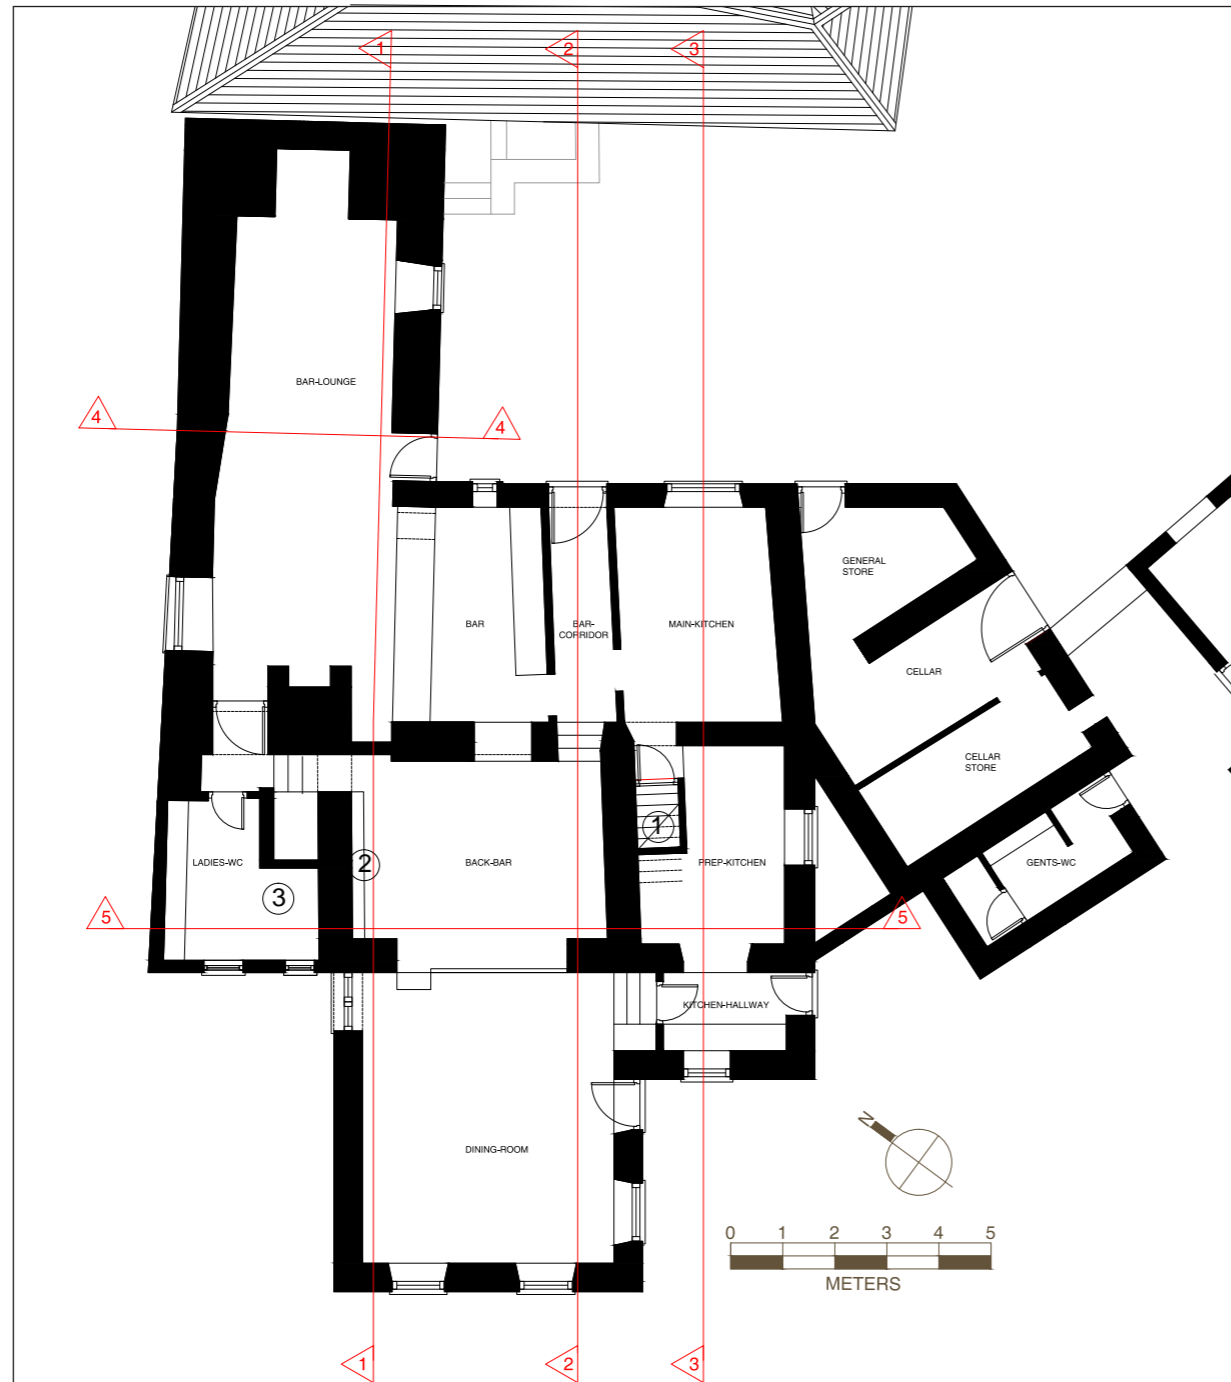 1
2
3
BAR-LOUNGE
4
4
GENERAL
STORE
BAR
BAR-
CORRIDOR
MAIN-KITCHEN
CELLAR
CELLAR
STORE
1
LADIES-WC
2
BACK-BAR
PREP-KITCHEN
GENTS-WC
3
5
5
KITCHEN-HALLWAY
N
DINING-ROOM
0 1 2 3 4 5
METERS
1
2
3